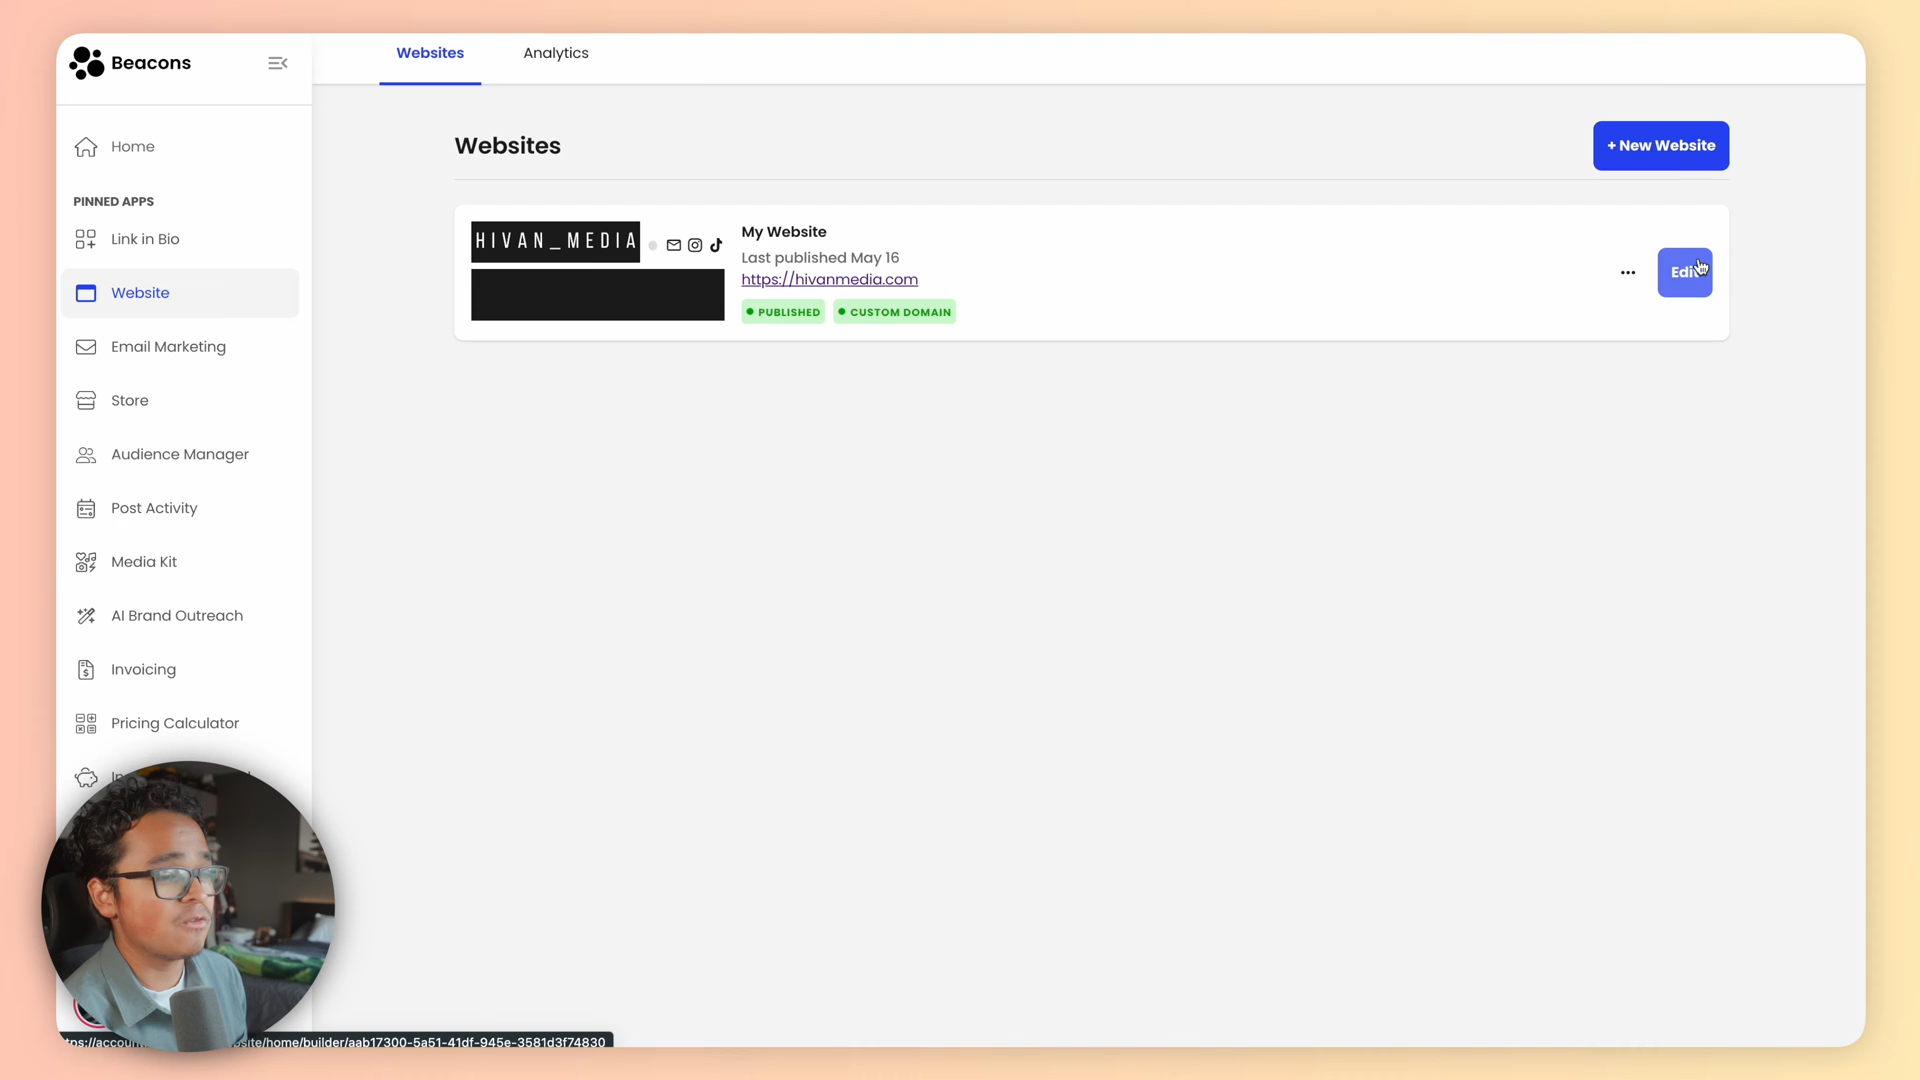 Beacons
Websites
Analytics
Home
PINNED APPS
Link in Bio
Website
Email Marketing
Store
Audience Manager
Post Activity
Media Kit
AI Brand Outreach
Invoicing
Pricing Calculator
Websites
+ New Website
HIVAN_MEDIA
My Website
Last published May 16
https://hivanmedia.com
PUBLISHED
CUSTOM DOMAIN
Edit
site/home/builder/aab17300-5a51-41df-945e-3581d3f74830